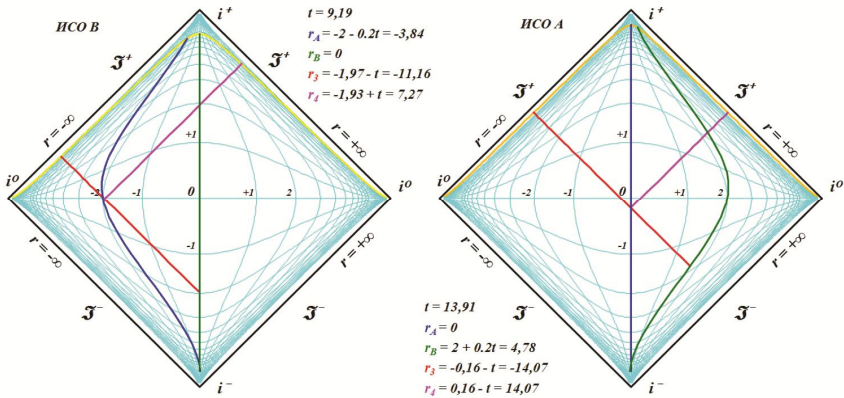 ИСО В
i⁺
𝕴⁺
𝕴⁺
r = -∞
r = +∞
+1
i⁰
-2
-1
0
+1
2
i⁰
-1
r = -∞
r = +∞
𝕴⁻
𝕴⁻
i⁻
t = 9,19
r_A = -2 - 0.2t = -3,84
r_B = 0
r_3 = -1,97 - t = -11,16
r_4 = -1,93 + t = 7,27
ИСО А
i⁺
𝕴⁺
𝕴⁺
r = -∞
r = +∞
+1
i⁰
-2
-1
0
+1
2
i⁰
-1
r = -∞
r = +∞
𝕴⁻
𝕴⁻
i⁻
t = 13,91
r_A = 0
r_B = 2 + 0.2t = 4,78
r_3 = -0,16 - t = -14,07
r_4 = 0,16 - t = 14,07